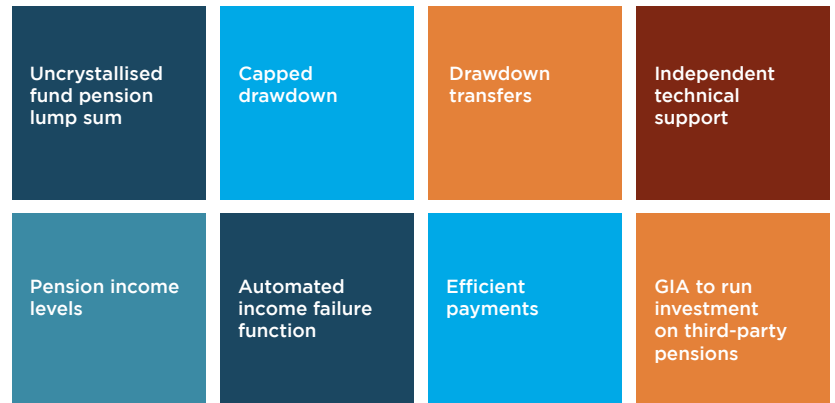 Uncrystallised
fund pension
lump sum
Capped
drawdown
Drawdown
transfers
Independent
technical
support
Pension income
levels
Automated
income failure
function
Efficient
payments
GIA to run
investment
on third-party
pensions